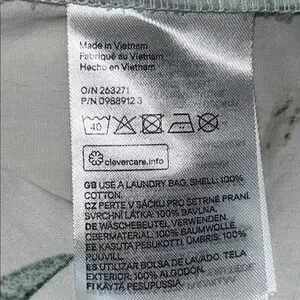 Made in Vietnam
Fabriqué au Vietnam
Hecho en Vietnam
O/N 263271
P/N 0988912 3
40
clevercare.info
GB USE A LAUNDRY BAG. SHELL: 100%
COTTON.
CZ PERTE V SÁČKU PRO ŠETRNÉ PRANÍ.
SVRCHNÍ LÁTKA: 100% BAVLNA.
DE WÄSCHEBEUTEL VERWENDEN.
OBERMATERIAL: 100% BAUMWOLLE.
EE KASUTA PESUKOTTI. ÜMBRIS: 100%
PUUVILL.
ES UTILIZAR BOLSA DE LAVADO. TELA
EXTERIOR: 100% ALGODÓN.
FI KÄYTÄ PESUPUSSIA.